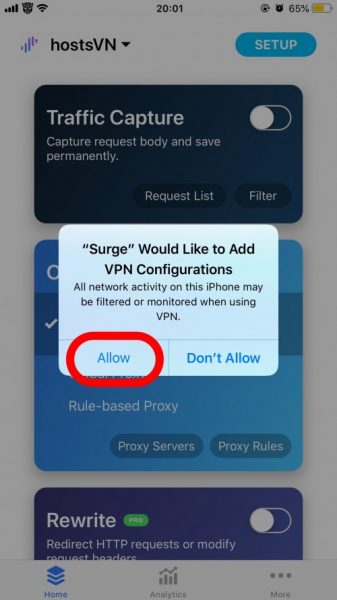 20:01
65%
hostsVN
SETUP
Traffic Capture
Capture request body and save
permanently.
Request List
Filter
“Surge” Would Like to Add
VPN Configurations
All network activity on this iPhone may
be filtered or monitored when using
VPN.
Allow
Don’t Allow
Rule-based Proxy
Proxy Servers
Proxy Rules
Rewrite PRO
Redirect HTTP requests or modify
request headers.
Home
Analytics
More